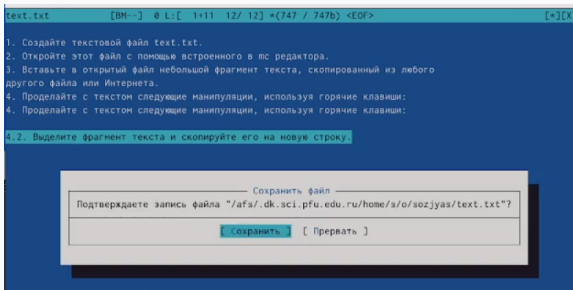 text.txt [BM--] 0 L:[ 1+11 12/ 12] *(747 / 747b) <EOF> [*][X
1. Создайте текстовой файл text.txt.
2. Откройте этот файл с помощью встроенного в mc редактора.
3. Вставьте в открытый файл небольшой фрагмент текста, скопированный из любого
другого файла или Интернета.
4. Проделайте с текстом следующие манипуляции, используя горячие клавиши:
4. Проделайте с текстом следующие манипуляции, используя горячие клавиши:
4.2. Выделите фрагмент текста и скопируйте его на новую строку.
Сохранить файл
Подтверждаете запись файла "/afs/.dk.sci.pfu.edu.ru/home/s/o/sozjyas/text.txt"?
[ Сохранить ] [ Прервать ]